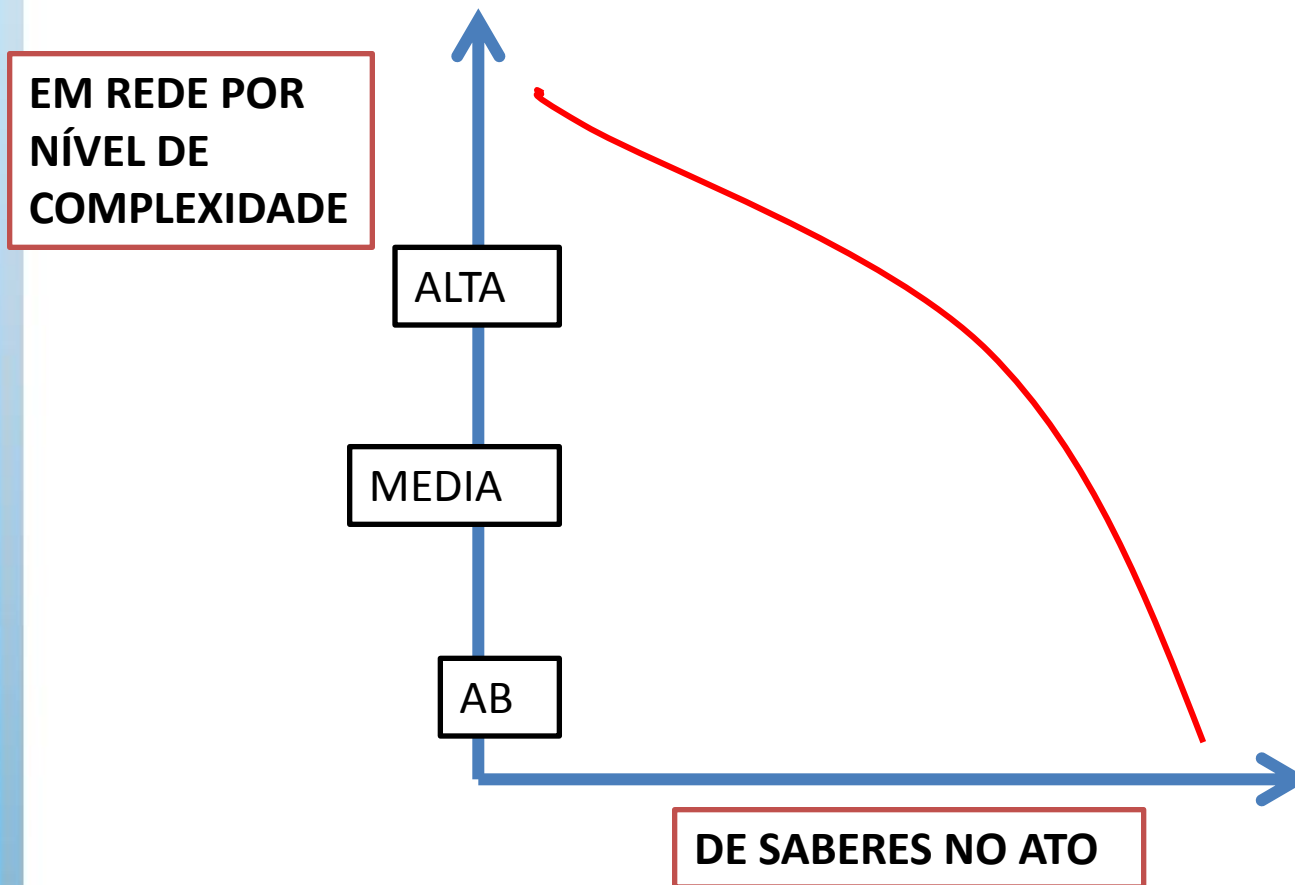 EM REDE POR
NÍVEL DE
COMPLEXIDADE
ALTA
MEDIA
AB
DE SABERES NO ATO